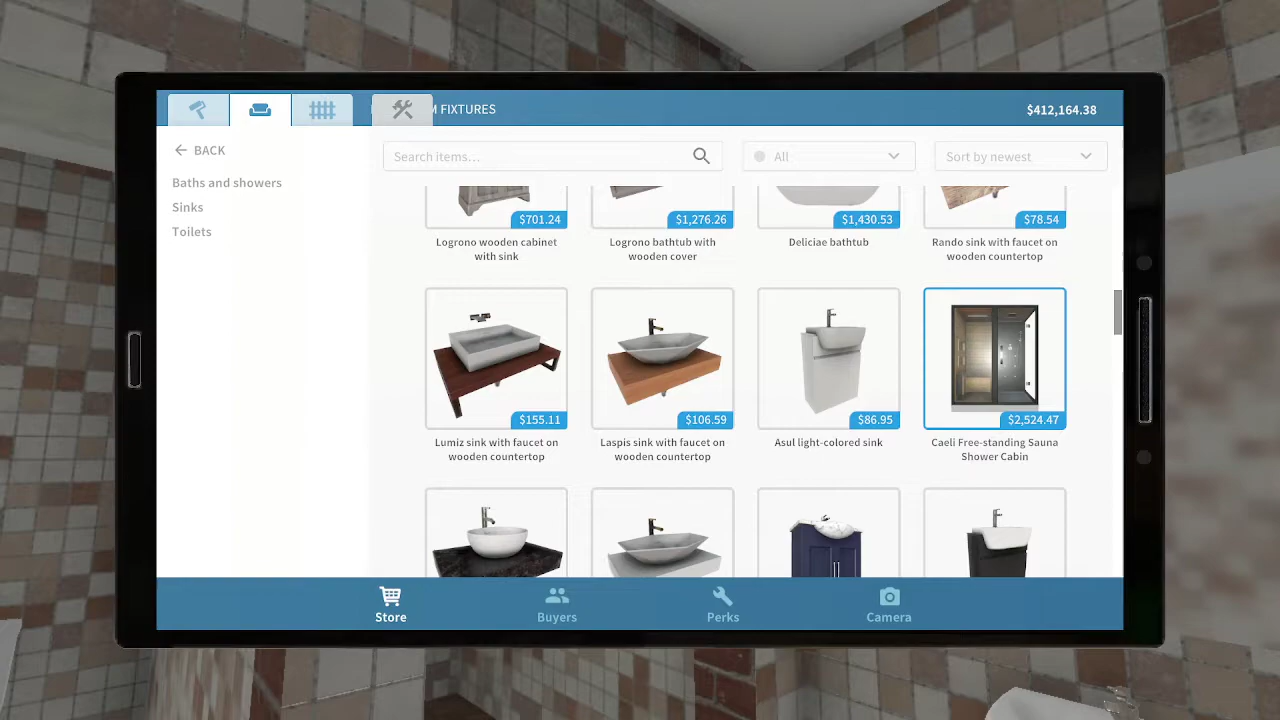 M FIXTURES
$412,164.38
BACK
Search items...
All
Sort by newest
Baths and showers
Sinks
Toilets
$701.24
$1,276.26
$1,430.53
$78.54
Logrono wooden cabinet
with sink
Logrono bathtub with
wooden cover
Deliciae bathtub
Rando sink with faucet on
wooden countertop
$155.11
$106.59
$86.95
$2,524.47
Lumiz sink with faucet on
wooden countertop
Laspis sink with faucet on
wooden countertop
Asul light-colored sink
Caeli Free-standing Sauna
Shower Cabin
Store
Buyers
Perks
Camera